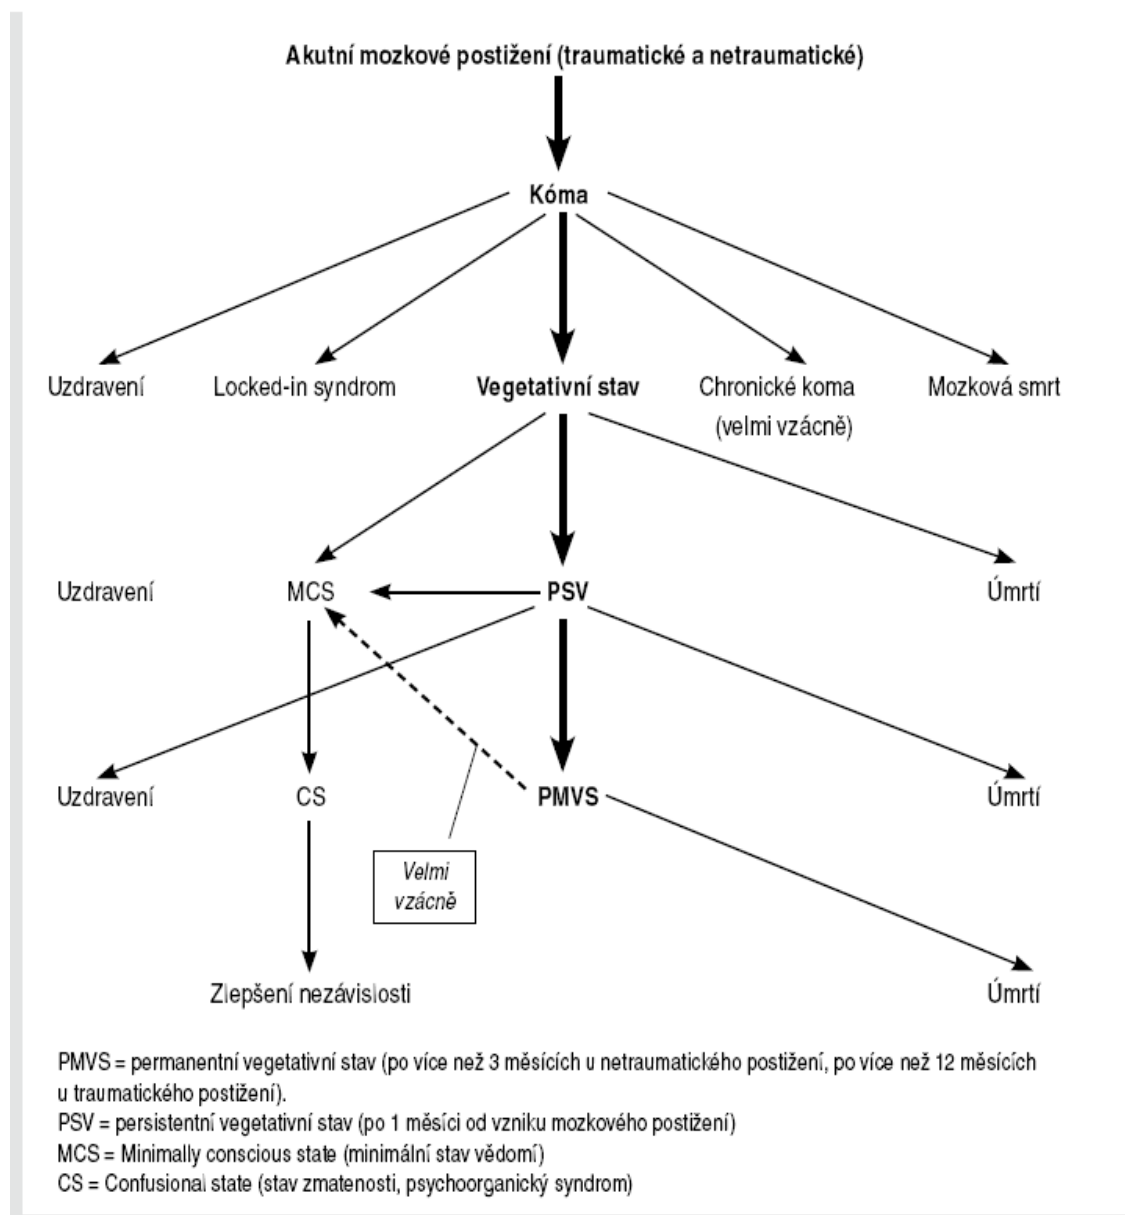 Akutní mozkové postižení (traumatické a netraumatické)
Kóma
Uzdravení
Locked-in syndrom
Vegetativní stav
Chronické koma
(velmi vzácně)
Mozková smrt
Uzdravení
MCS
PSV
Úmrtí
Uzdravení
CS
PMVS
Úmrtí
Velmi
vzácně
Zlepšení nezávislosti
Úmrtí
PMVS = permanentní vegetativní stav (po více než 3 měsících u netraumatického postižení, po více než 12 měsících
u traumatického postižení).
PSV = persistentní vegetativní stav (po 1 měsíci od vzniku mozkového postižení)
MCS = Minimally conscious state (minimální stav vědomí)
CS = Confusional state (stav zmatenosti, psychoorganický syndrom)